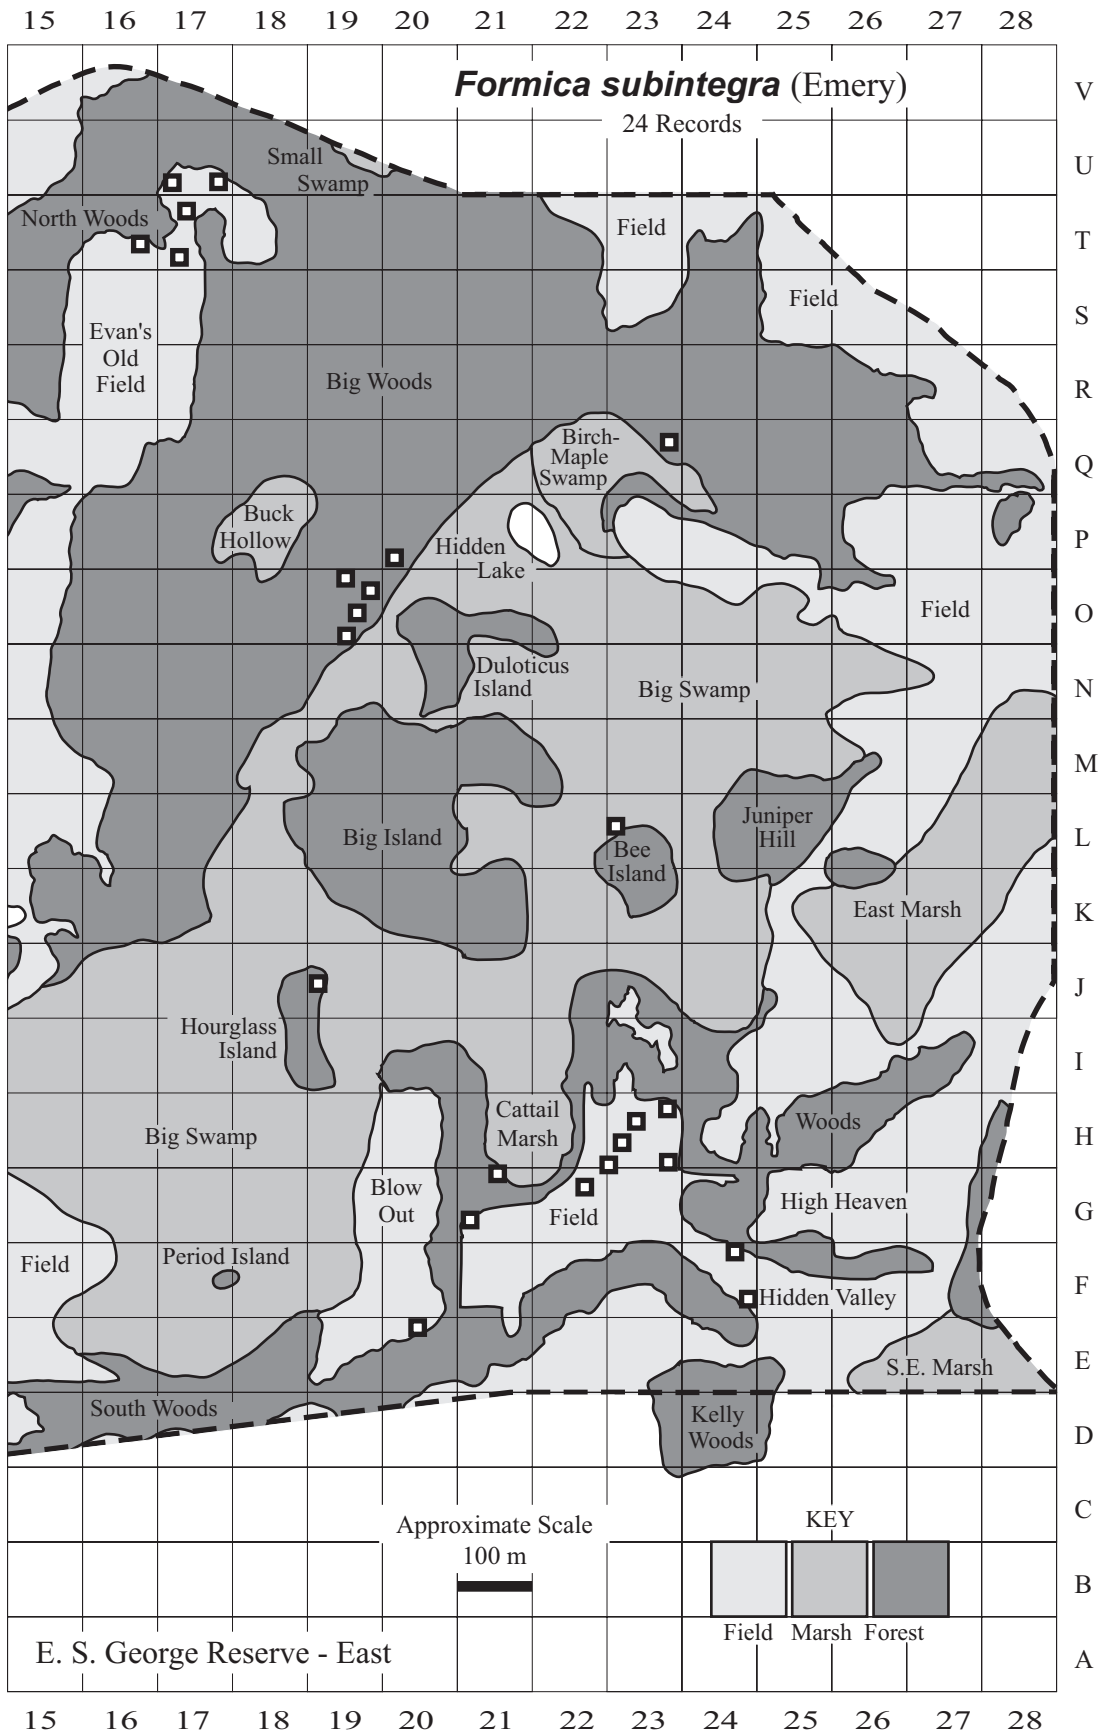 15 16 17 18 19 20 21 22 23 24 25 26 27 28
Formica subintegra (Emery)
24 Records
V
U
T
S
R
Q
P
O
N
M
L
K
J
I
H
G
F
E
D
C
B
A
Small
Swamp
North Woods
Field
Field
Evan's
Old
Field
Big Woods
Birch-
Maple
Swamp
Buck
Hollow
Hidden
Lake
Field
Duloticus
Island
Big Swamp
Big Island
Juniper
Hill
Bee
Island
East Marsh
Hourglass
Island
Cattail
Marsh
Woods
Big Swamp
Blow
Out
Field
High Heaven
Field
Period Island
Hidden Valley
S.E. Marsh
South Woods
Kelly
Woods
Approximate Scale
100 m
KEY
Field Marsh Forest
E. S. George Reserve - East
15 16 17 18 19 20 21 22 23 24 25 26 27 28